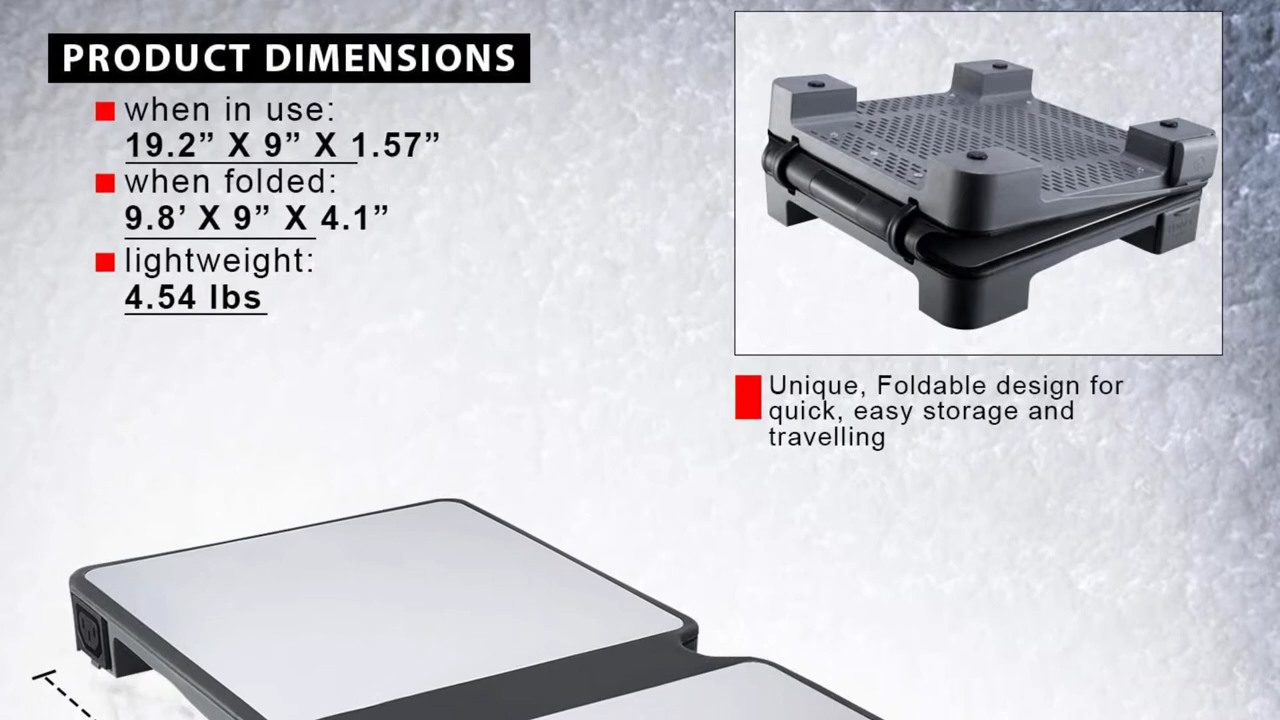 PRODUCT DIMENSIONS
when in use:
19.2” X 9” X 1.57”
when folded:
9.8’ X 9” X 4.1”
lightweight:
4.54 lbs
Unique, Foldable design for
quick, easy storage and
travelling